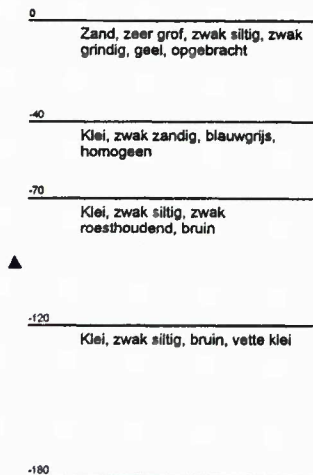 0
Zand, zeer grof, zwak siltig, zwak
grindig, geel, opgebracht
-40
Klei, zwak zandig, blauwgrijs,
homogeen
-70
Klei, zwak siltig, zwak
roesthoudend, bruin
-120
Klei, zwak siltig, bruin, vette klei
-180